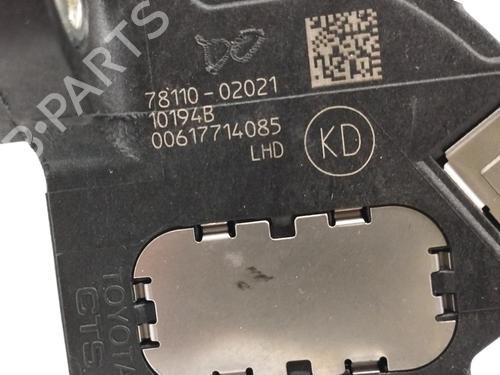 78110-02021
10194B
00617714085
LHD
KD
TOYOTA
CTS
B-PARTS